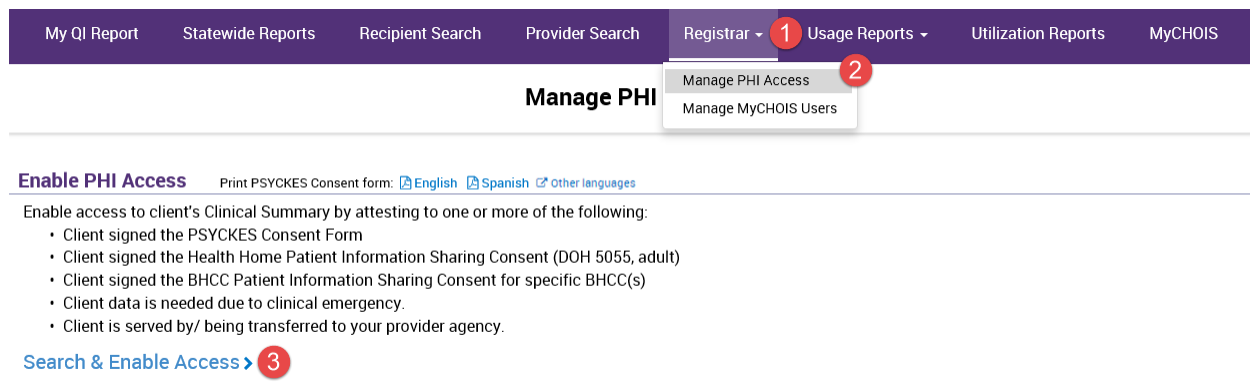 My QI Report Statewide Reports Recipient Search Provider Search Registrar 1 Usage Reports Utilization Reports MyCHOIS
Manage PHI Access 2
Manage PHI
Manage MyCHOIS Users
Enable PHI Access Print PSYCKES Consent form: English Spanish Other languages
Enable access to client's Clinical Summary by attesting to one or more of the following:
• Client signed the PSYCKES Consent Form
• Client signed the Health Home Patient Information Sharing Consent (DOH 5055, adult)
• Client signed the BHCC Patient Information Sharing Consent for specific BHCC(s)
• Client data is needed due to clinical emergency.
• Client is served by/ being transferred to your provider agency.
Search & Enable Access 3